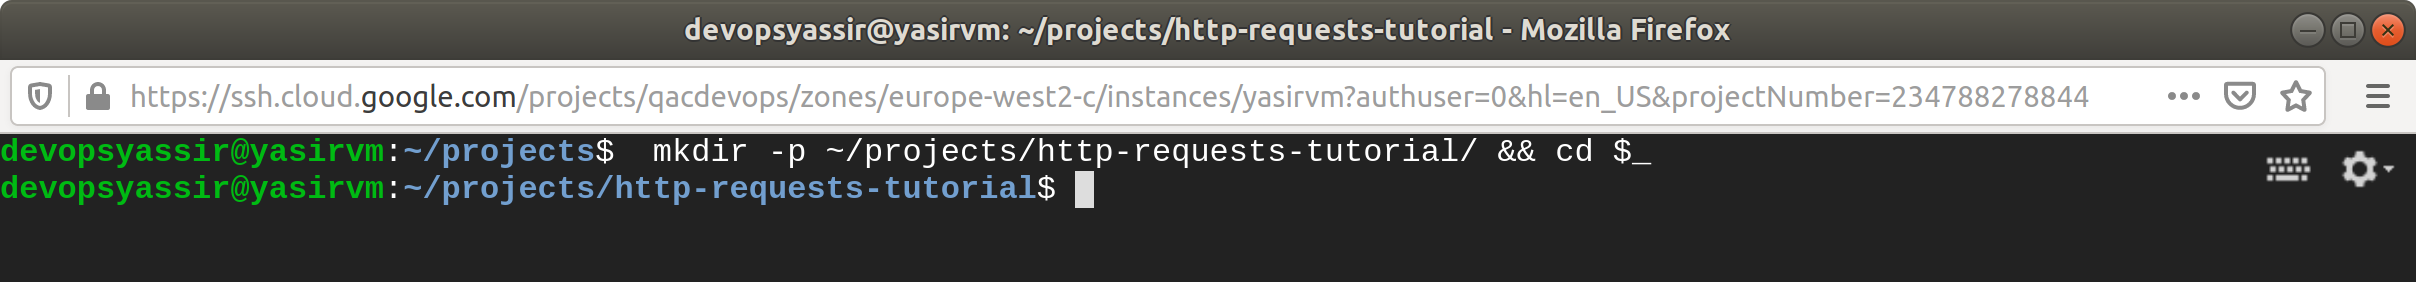 devopsyassir@yasirvm: ~/projects/http-requests-tutorial - Mozilla Firefox
https://ssh.cloud.google.com/projects/qacdevops/zones/europe-west2-c/instances/yasirvm?authuser=0&hl=en_US&projectNumber=234788278844
devopsyassir@yasirvm:~/projects$  mkdir -p ~/projects/http-requests-tutorial/ && cd $_
devopsyassir@yasirvm:~/projects/http-requests-tutorial$